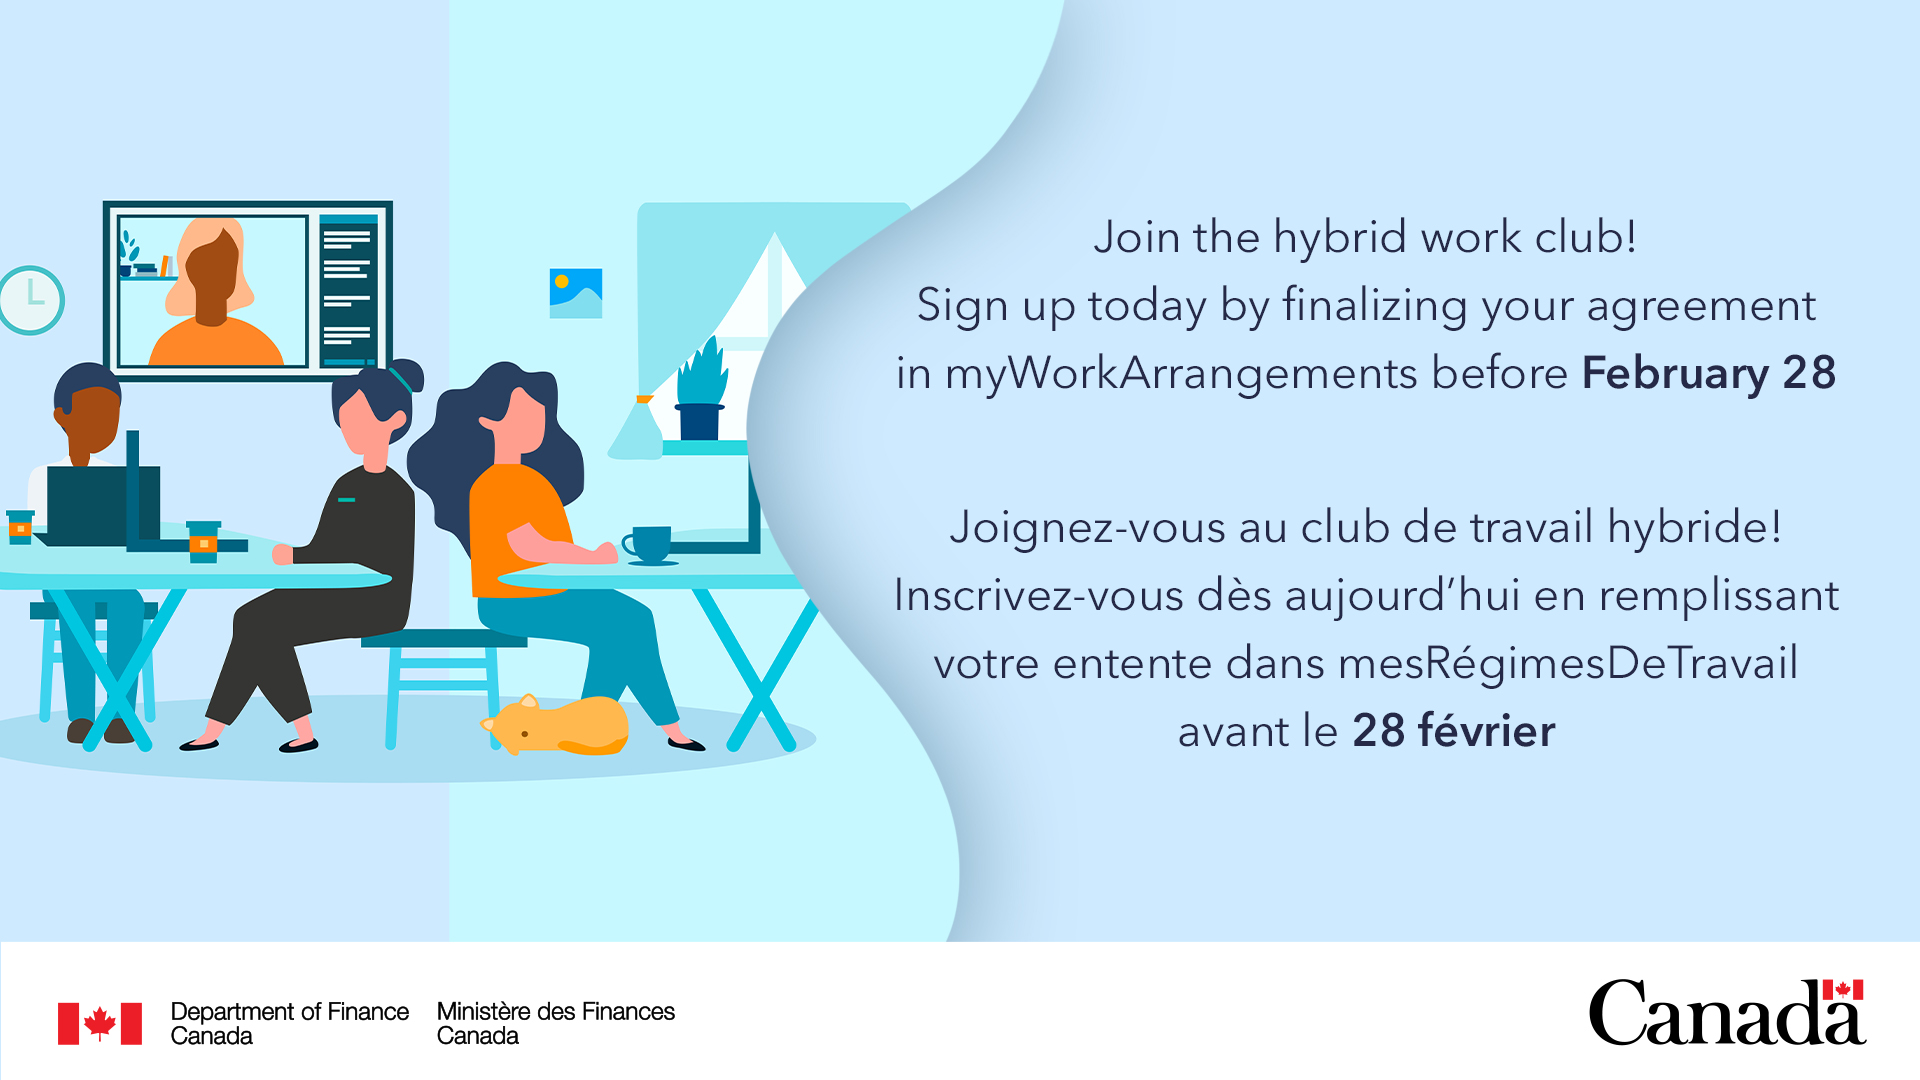 Join the hybrid work club!
Sign up today by finalizing your agreement
in myWorkArrangements before February 28
Joignez-vous au club de travail hybride!
Inscrivez-vous dès aujourd’hui en remplissant
votre entente dans mesRégimesDeTravail
avant le 28 février
Department of Finance
Canada
Ministère des Finances
Canada
Canada